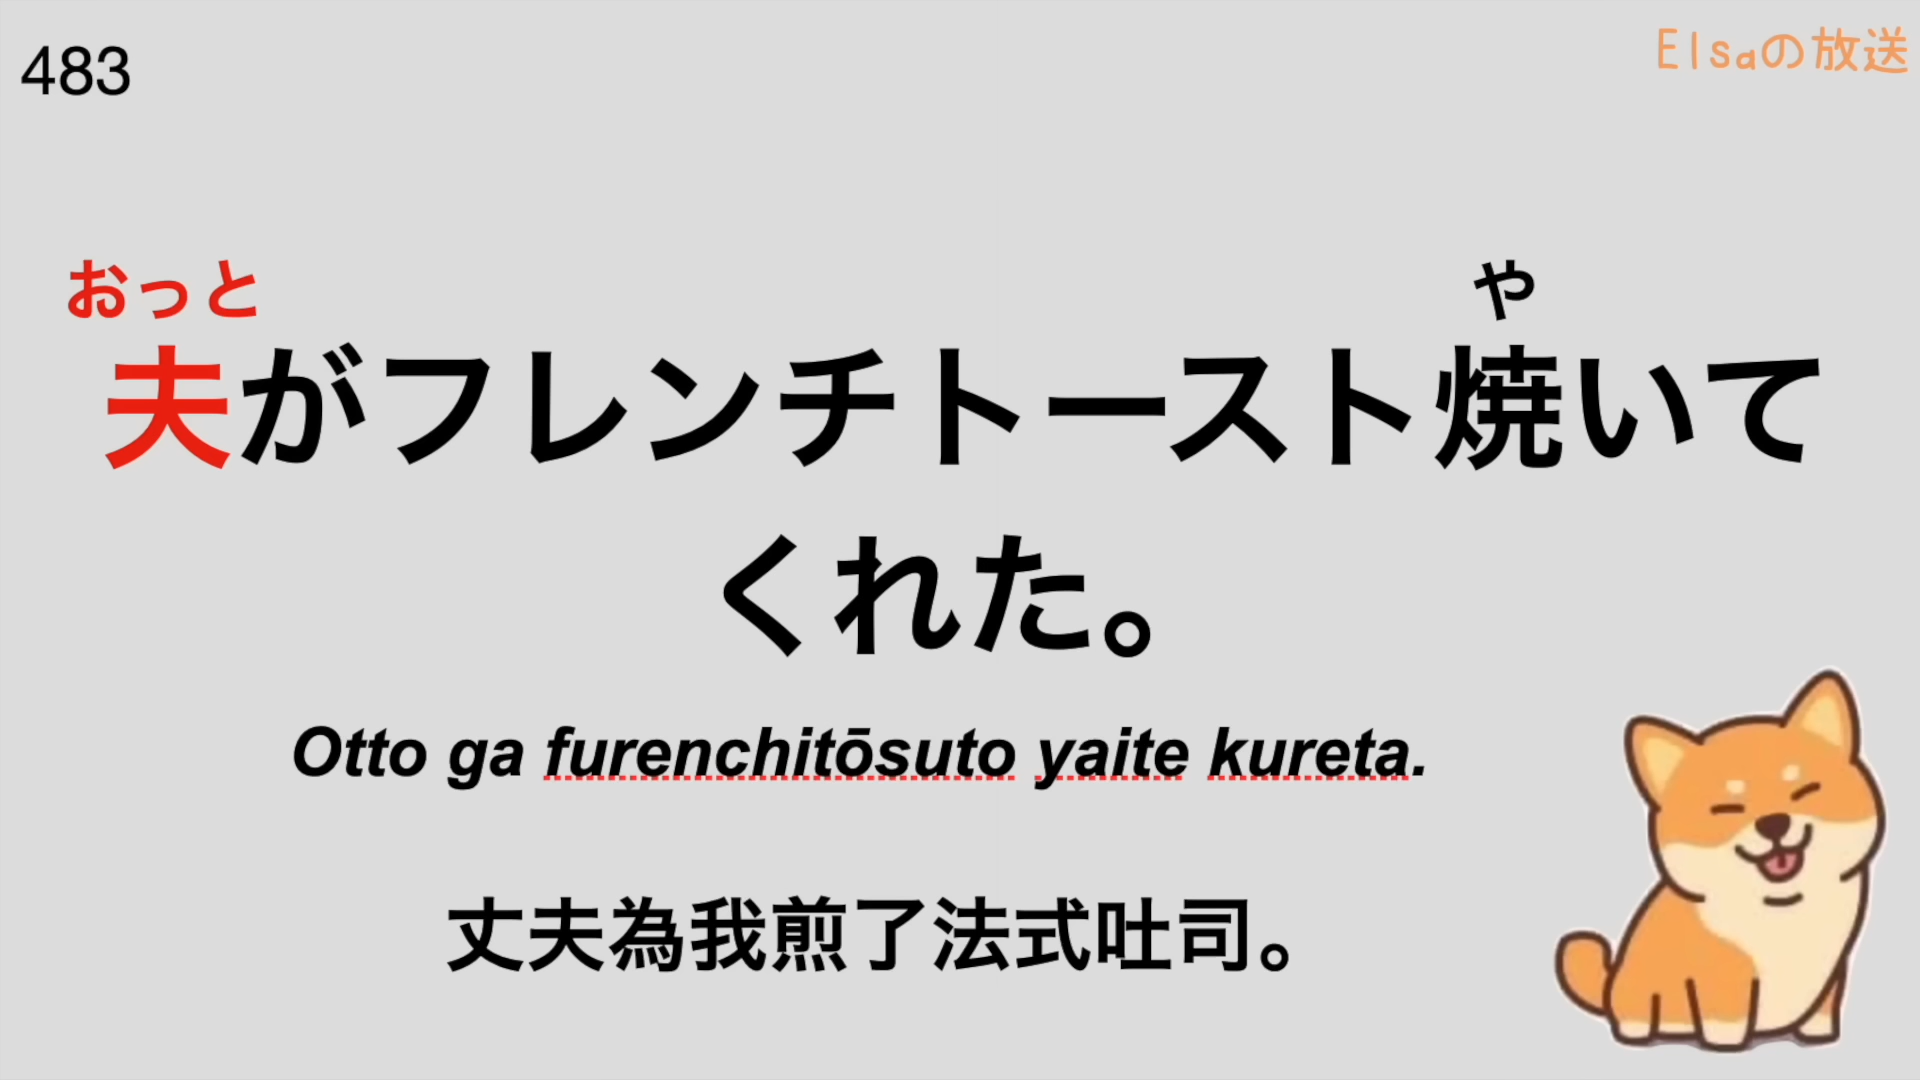 483
Elsaの放送
おっと や
夫がフレンチトースト焼いて
くれた。
Otto ga furenchitōsuto yaite kureta.
丈夫為我煎了法式吐司。